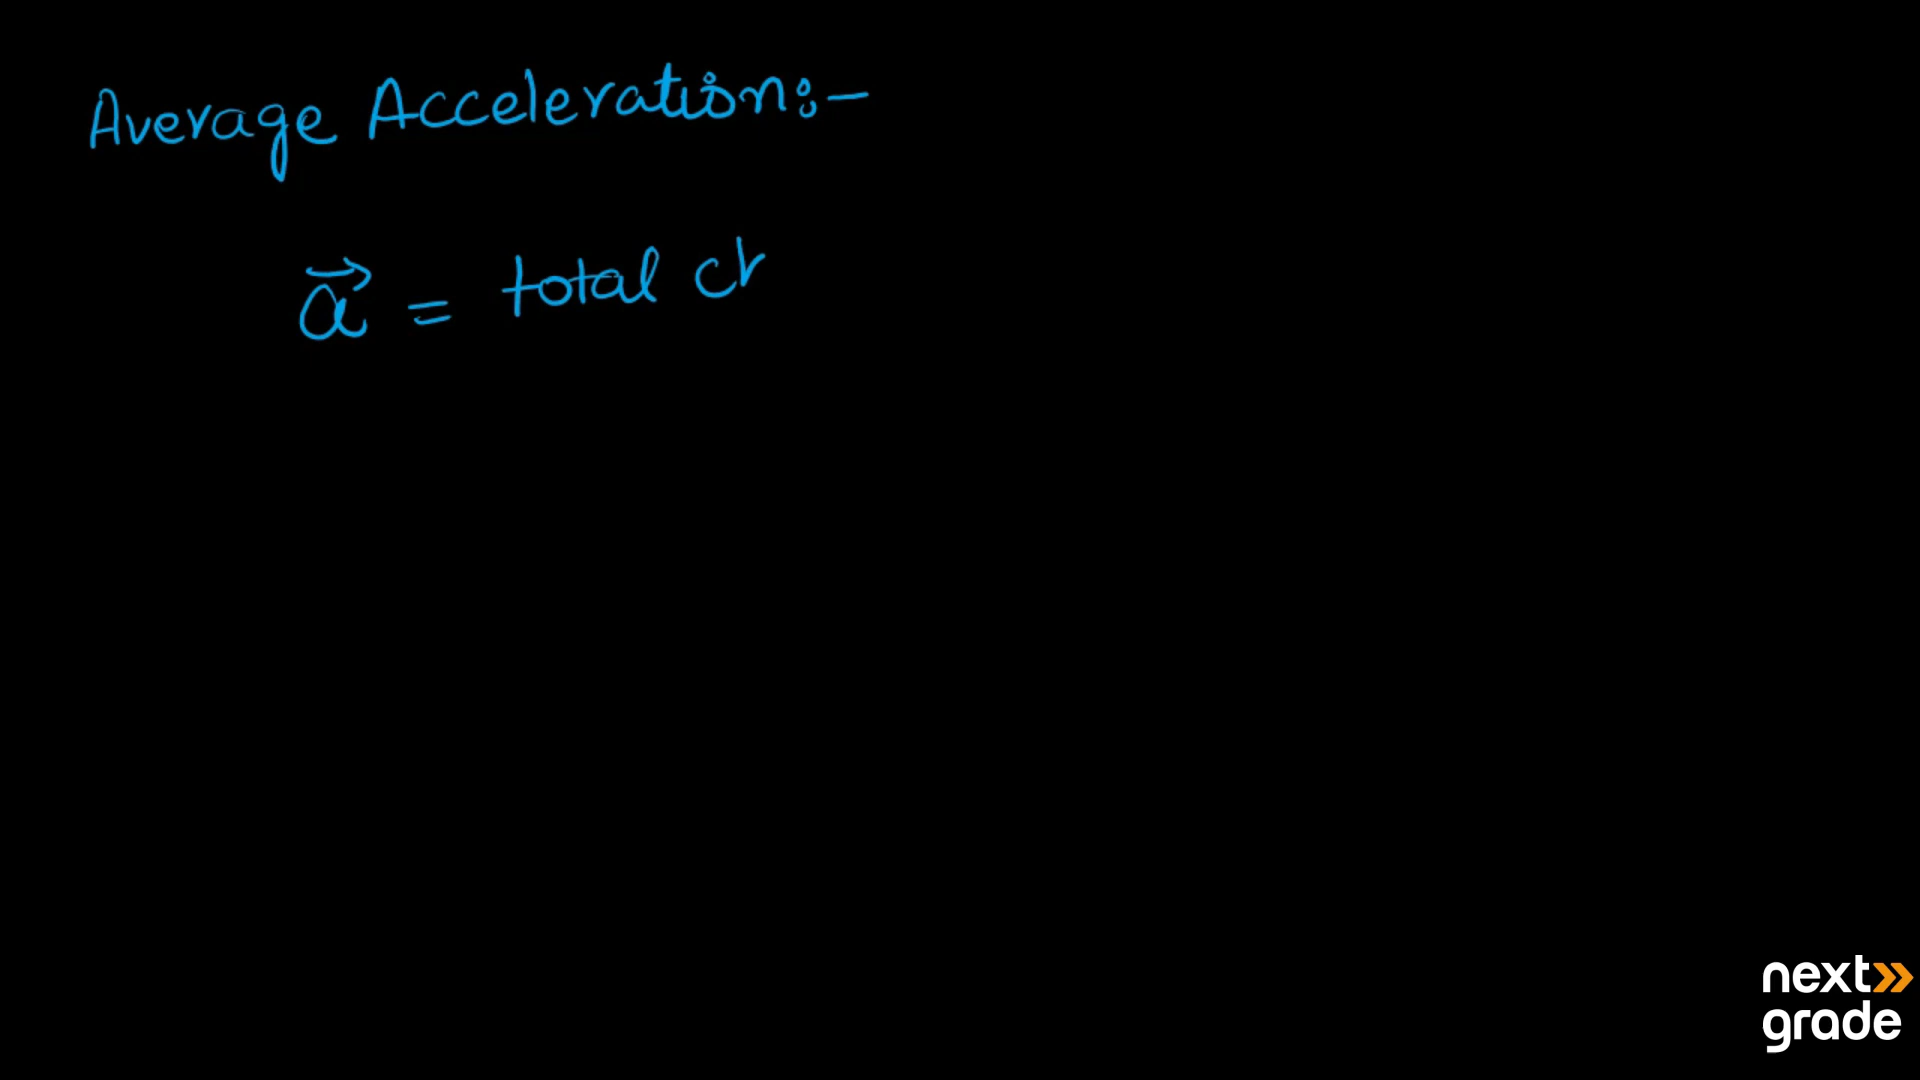 Average Acceleration:-
a⃗ = total ch
next
grade